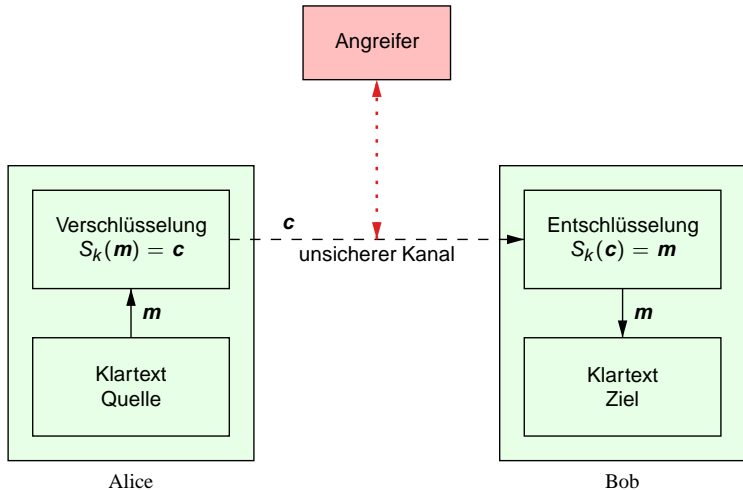 Angreifer
Verschlüsselung
S_k(m) = c
c
unsicherer Kanal
Entschlüsselung
S_k(c) = m
m
m
Klartext
Quelle
Klartext
Ziel
Alice
Bob